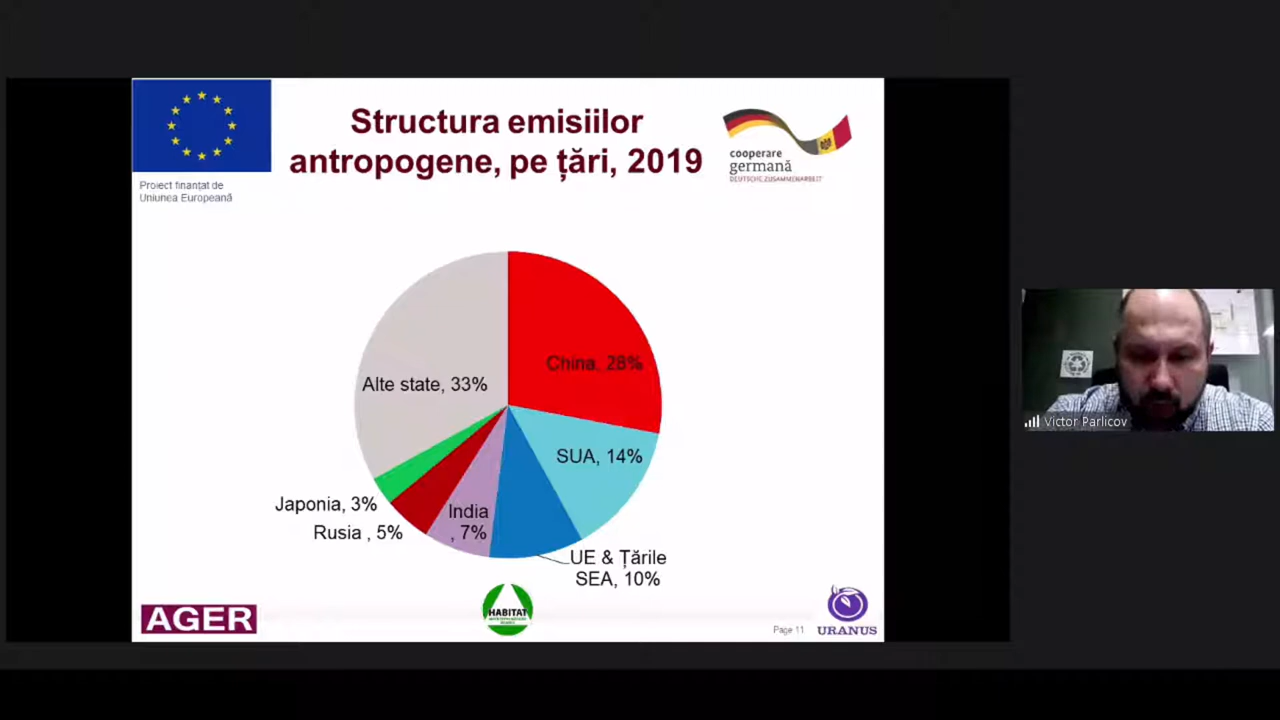 Structura emisiilor
antropogene, pe țări, 2019
Proiect finanțat de
Uniunea Europeană
cooperare
germană
DEUTSCHE ZUSAMMENARBEIT
China, 28%
Alte state, 33%
SUA, 14%
Japonia, 3%
India
, 7%
Rusia , 5%
UE & Țările
SEA, 10%
AGER
HABITAT
Page 11
URANUS
Victor Parlicov